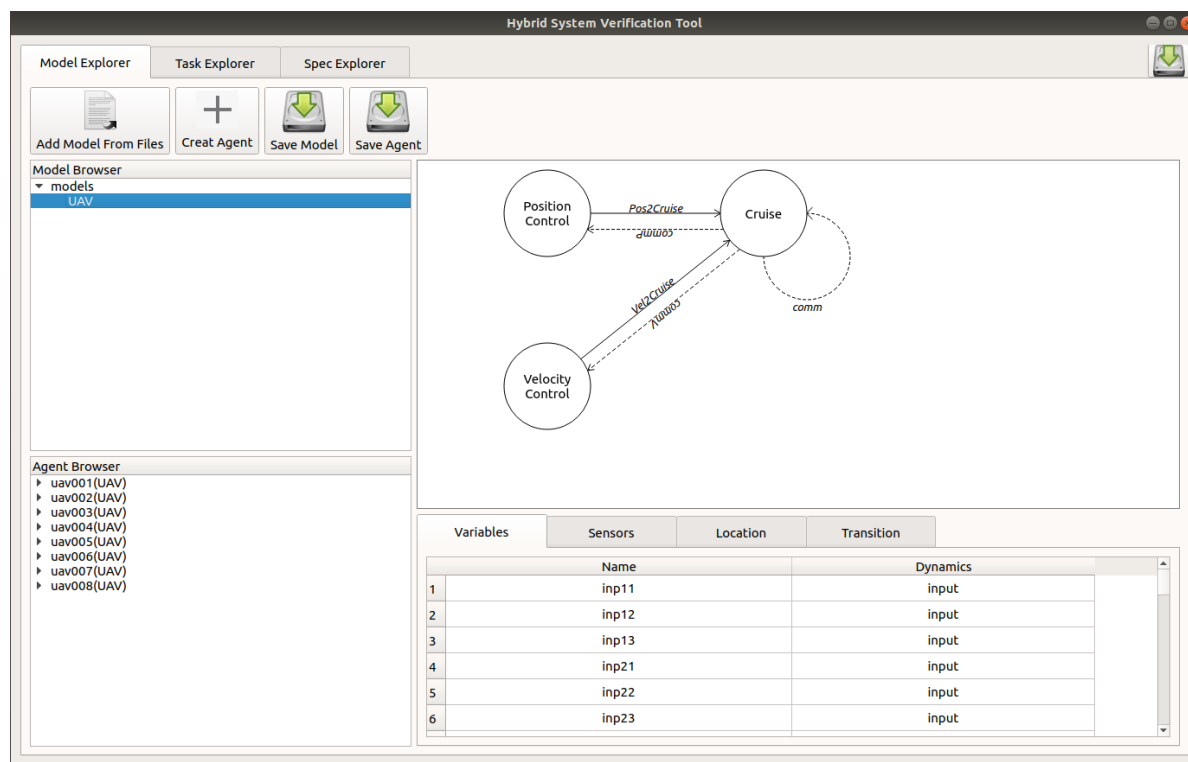 Hybrid System Verification Tool
Model Explorer
Task Explorer
Spec Explorer
Add Model From Files
Creat Agent
Save Model
Save Agent
Model Browser
models
UAV
Position
Control
Pos2Cruise
commP
Cruise
comm
Vel2Cruise
commV
Velocity
Control
Agent Browser
uav001(UAV)
uav002(UAV)
uav003(UAV)
uav004(UAV)
uav005(UAV)
uav006(UAV)
uav007(UAV)
uav008(UAV)
Variables
Sensors
Location
Transition
Name Dynamics
1 inp11 input
2 inp12 input
3 inp13 input
4 inp21 input
5 inp22 input
6 inp23 input